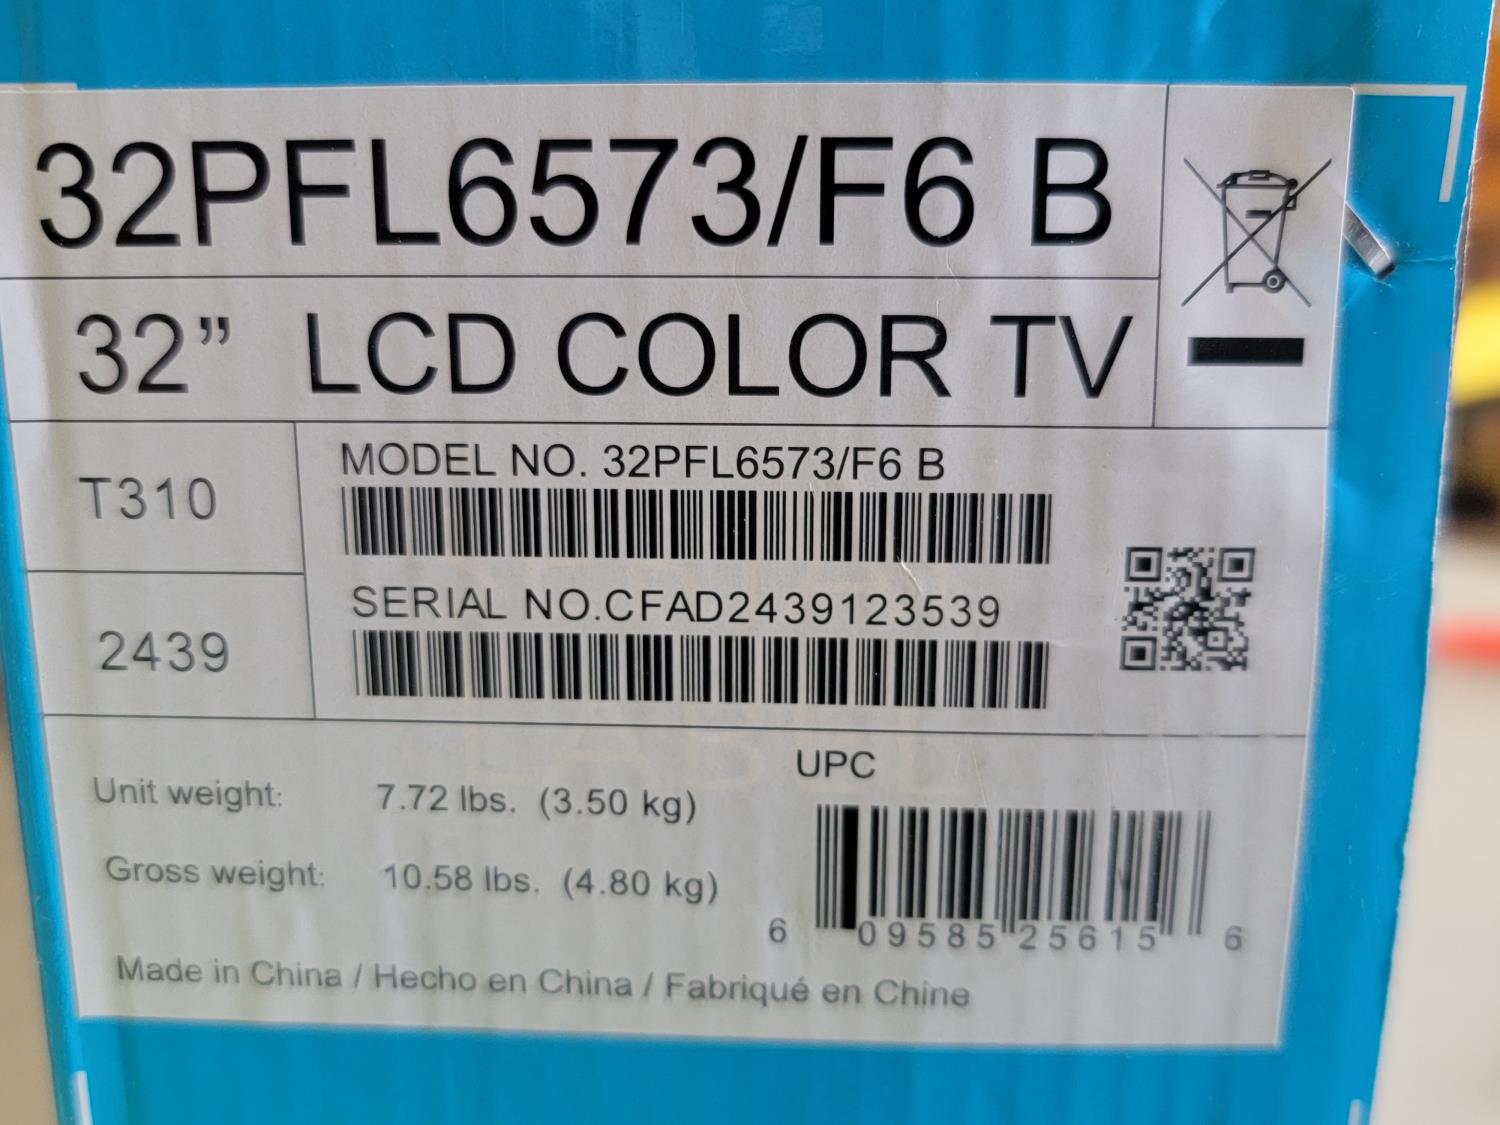 32PFL6573/F6 B
32” LCD COLOR TV
T310
MODEL NO. 32PFL6573/F6 B
SERIAL NO.CFAD2439123539
2439
UPC
Unit weight: 7.72 lbs. (3.50 kg)
Gross weight: 10.58 lbs. (4.80 kg)
6 09585 25615 6
Made in China / Hecho en China / Fabriqué en Chine